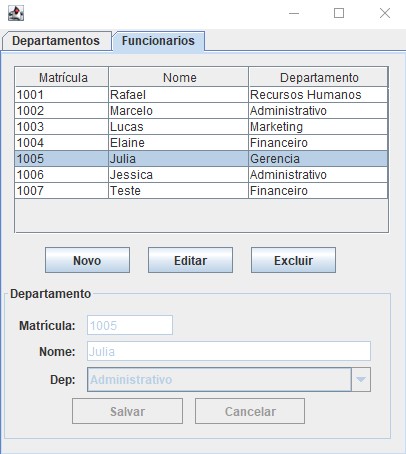 Departamentos Funcionarios
Matrícula Nome Departamento
1001 Rafael Recursos Humanos
1002 Marcelo Administrativo
1003 Lucas Marketing
1004 Elaine Financeiro
1005 Julia Gerencia
1006 Jessica Administrativo
1007 Teste Financeiro
Novo Editar Excluir
Departamento
Matrícula: 1005
Nome: Julia
Dep: Administrativo
Salvar Cancelar